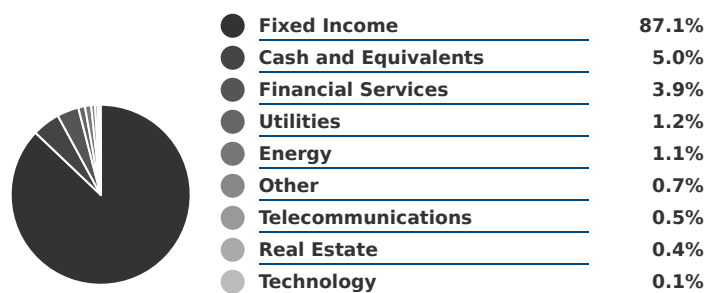 Fixed Income 87.1%
Cash and Equivalents 5.0%
Financial Services 3.9%
Utilities 1.2%
Energy 1.1%
Other 0.7%
Telecommunications 0.5%
Real Estate 0.4%
Technology 0.1%